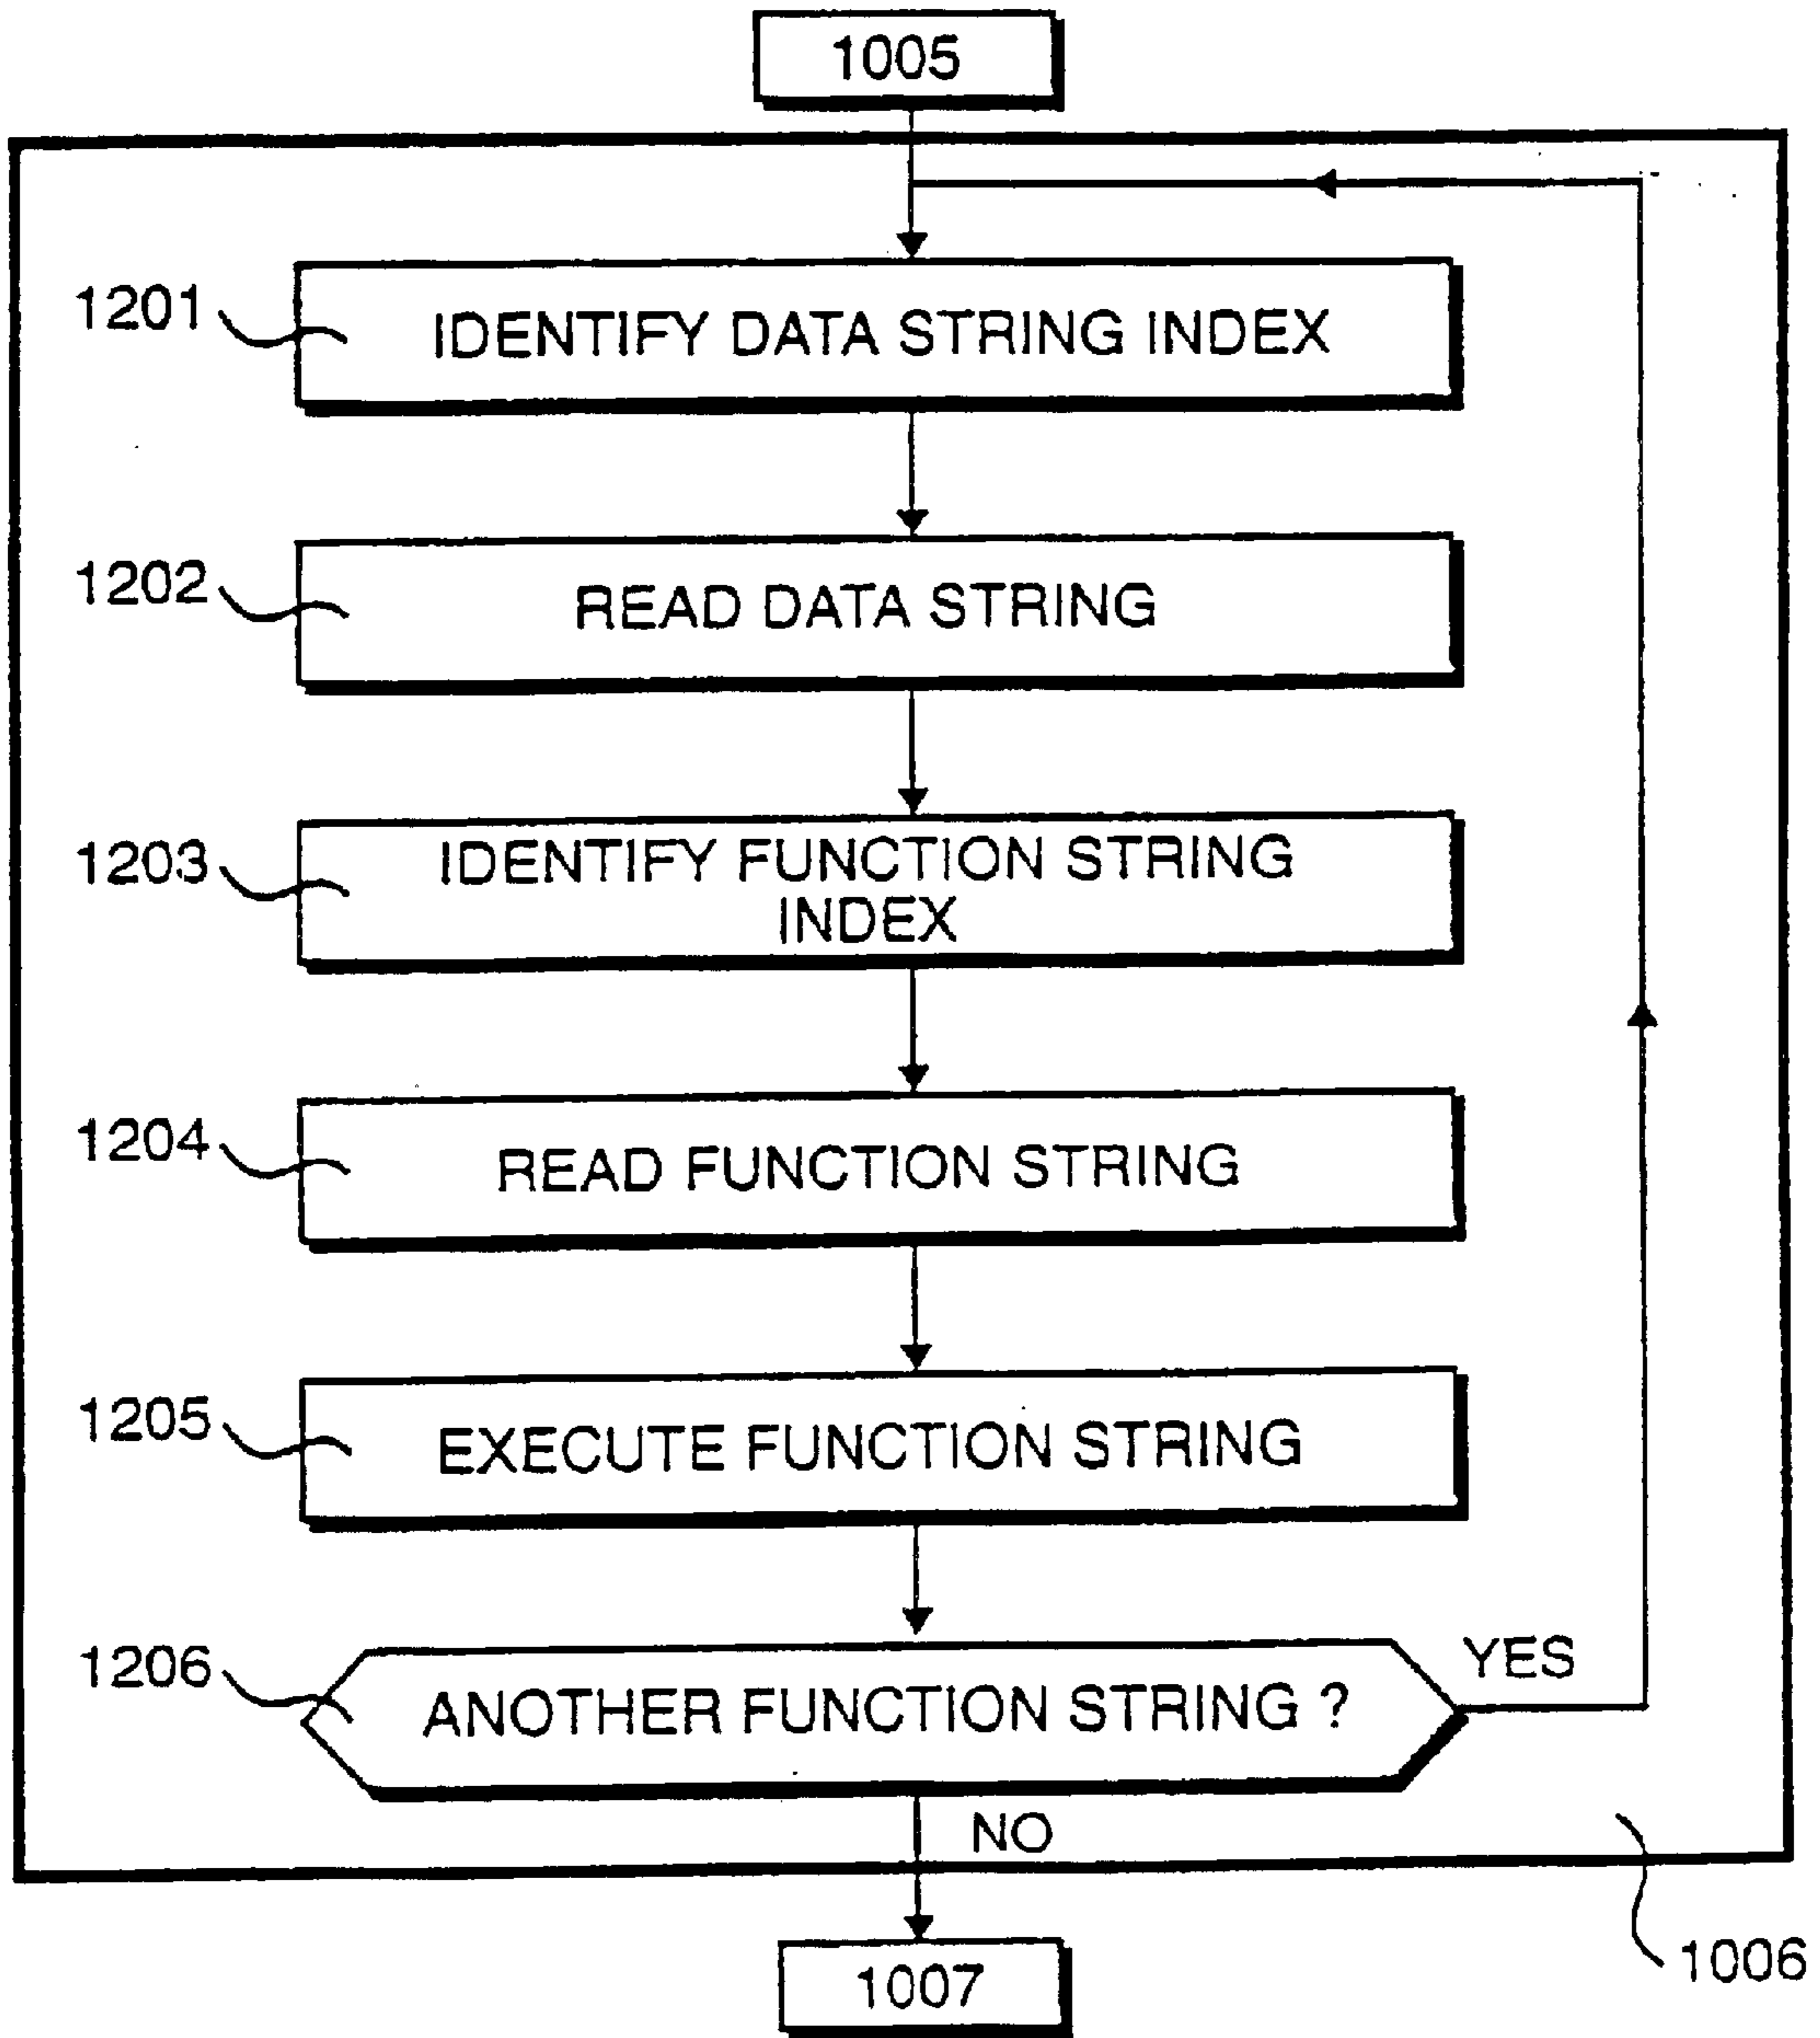 1005
1201
IDENTIFY DATA STRING INDEX
1202
READ DATA STRING
1203
IDENTIFY FUNCTION STRING
INDEX
1204
READ FUNCTION STRING
1205
EXECUTE FUNCTION STRING
1206
ANOTHER FUNCTION STRING ?
YES
NO
1006
1007